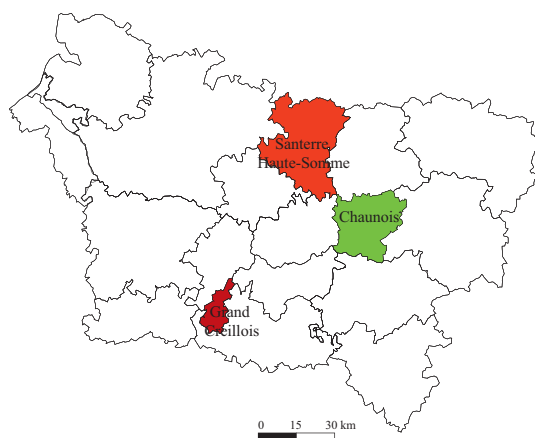 Santerre
Haute-Somme
Chaunois
Grand
Creillois
0 15 30 km